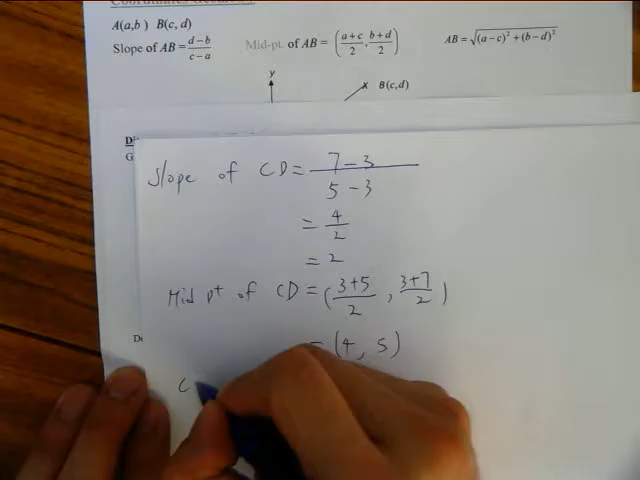 A(a,b) B(c,d)
Slope of AB = (d−b)/(c−a) Mid-pt. of AB = ((a+c)/2, (b+d)/2) AB = √((a−c)² + (b−d)²)
y
B(c,d)
Slope of CD = (7−3)/(5−3)
= 4/2
= 2
Mid pt of CD = (3+5/2, 3+7/2)
= (4, 5)
C